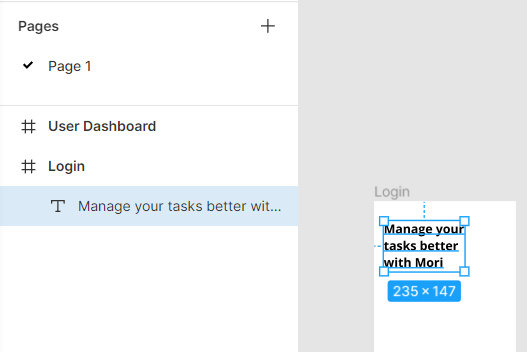 Pages
Page 1
User Dashboard
Login
Manage your tasks better wit...
Login
Manage your
tasks better
with Mori
235 × 147